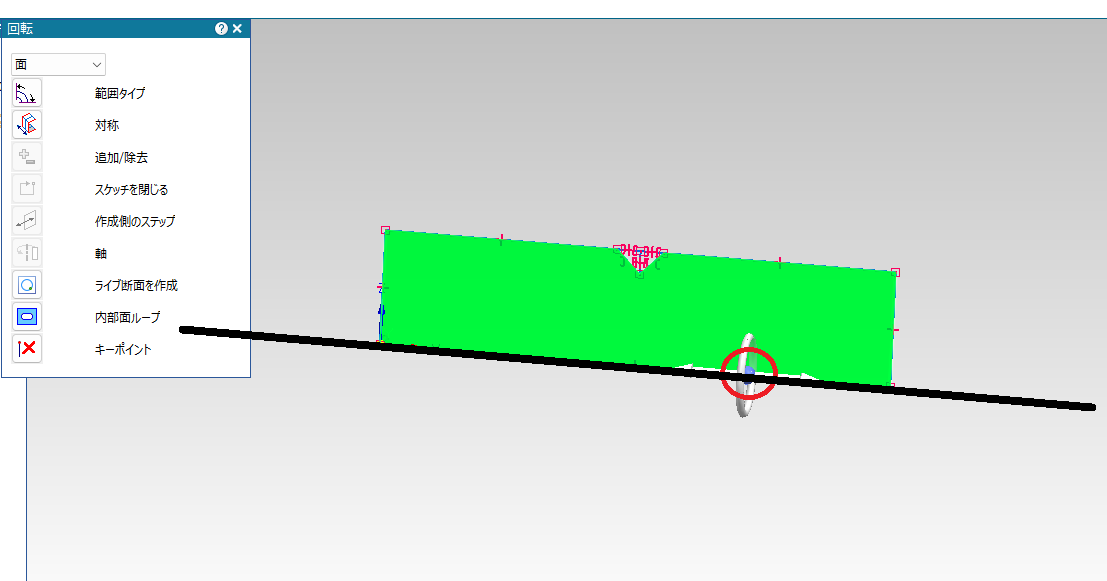 回転
面
範囲タイプ
対称
追加/除去
スケッチを閉じる
作成側のステップ
軸
ライブ断面を作成
内部面ループ
キーポイント